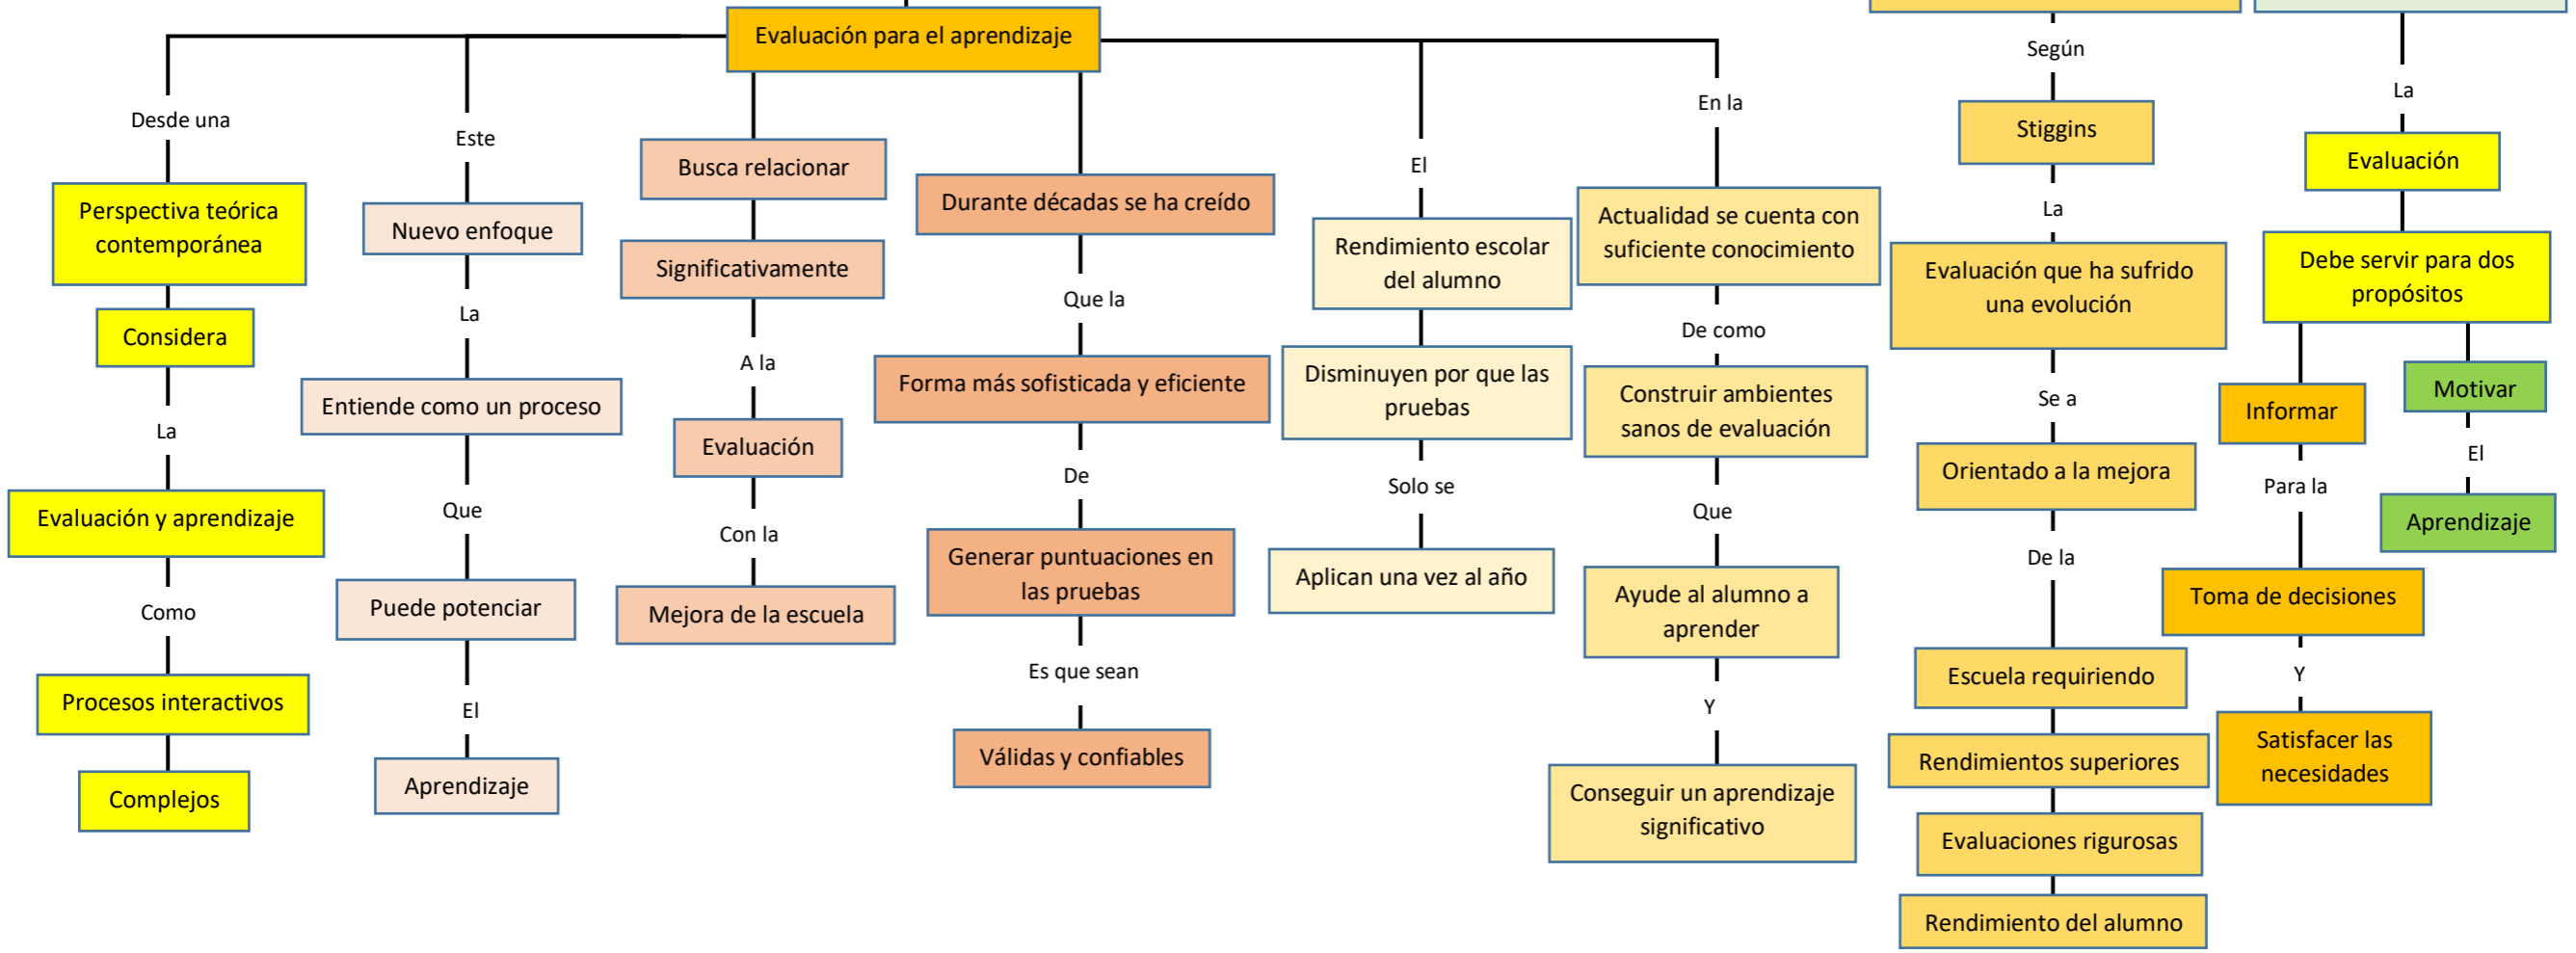 Evaluación para el aprendizaje
Desde una
Perspectiva teórica
contemporánea
Considera
La
Evaluación y aprendizaje
Como
Procesos interactivos
Complejos
Este
Nuevo enfoque
La
Entiende como un proceso
Que
Puede potenciar
El
Aprendizaje
Busca relacionar
Significativamente
A la
Evaluación
Con la
Mejora de la escuela
Durante décadas se ha creído
Que la
Forma más sofisticada y eficiente
De
Generar puntuaciones en
las pruebas
Es que sean
Válidas y confiables
El
Rendimiento escolar
del alumno
Disminuyen por que las
pruebas
Solo se
Aplican una vez al año
En la
Actualidad se cuenta con
suficiente conocimiento
De como
Construir ambientes
sanos de evaluación
Que
Ayude al alumno a
aprender
Y
Conseguir un aprendizaje
significativo
Según
Stiggins
La
Evaluación que ha sufrido
una evolución
Se a
Orientado a la mejora
De la
Escuela requiriendo
Rendimientos superiores
Evaluaciones rigurosas
Rendimiento del alumno
La
Evaluación
Debe servir para dos
propósitos
Informar
Para la
Toma de decisiones
Y
Satisfacer las
necesidades
Motivar
El
Aprendizaje